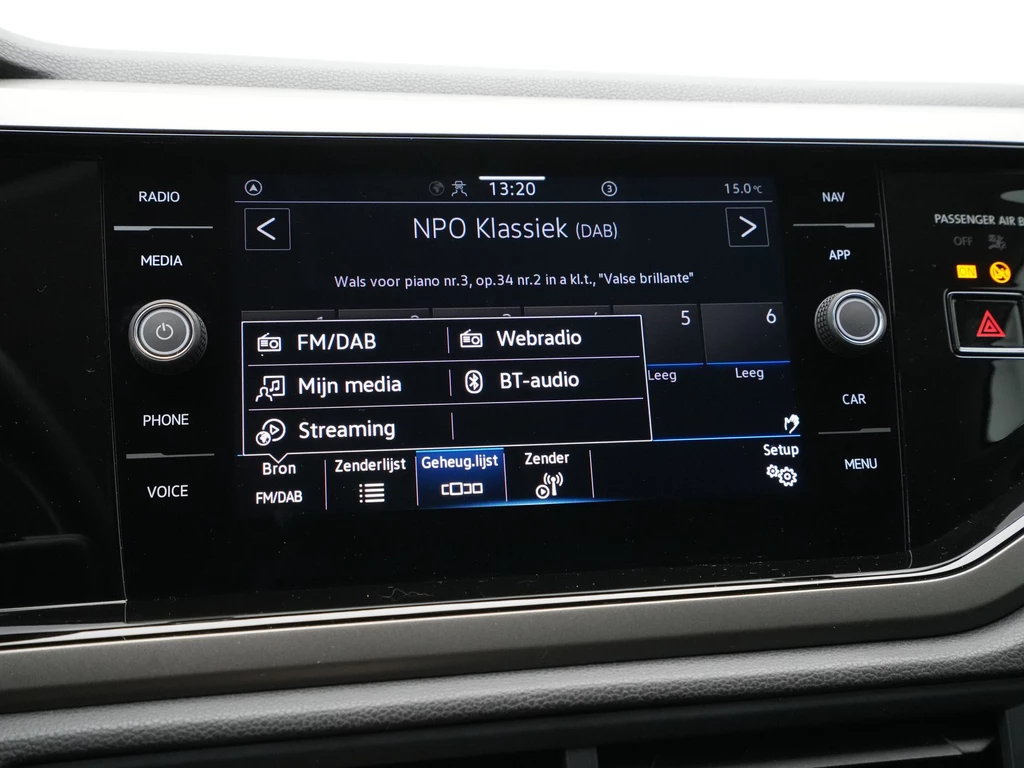 RADIO
MEDIA
PHONE
VOICE
13:20
3
15.0°C
NPO Klassiek (DAB)
Wals voor piano nr.3, op.34 nr.2 in a kl.t., "Valse brillante"
5
6
FM/DAB
Webradio
Mijn media
BT-audio
Streaming
Leeg
Leeg
Bron
FM/DAB
Zenderlijst
Geheug.lijst
Zender
Setup
NAV
APP
CAR
MENU
PASSENGER AIR B
OFF
ON